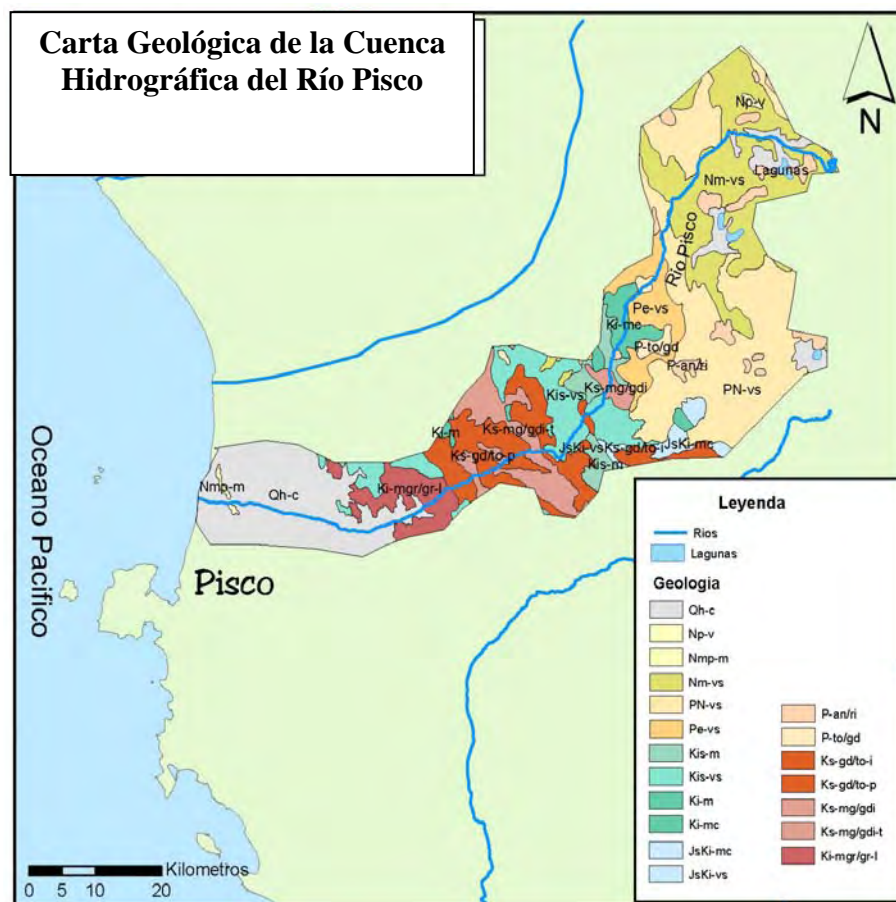 Carta Geológica de la Cuenca
Hidrográfica del Río Pisco
N
Np-v
Lagunas
Nm-vs
Río Pisco
Pe-vs
Ki-mc
P-to/gd
P-an/ri
PN-vs
Ks-mg/gdi
Kis-vs
Ki-m
Ks-mg/gdi-t
Ks-gd/to-p
JsKi-vs
Ks-gd/to-i
JsKi-mc
Kis-m
Nmp-m
Qh-c
Ki-mgr/gr-l
Oceano Pacifico
Pisco
Kilometros
0 5 10 20
Leyenda
Rios
Lagunas
Geologia
Qh-c
Np-v
Nmp-m
Nm-vs
PN-vs
Pe-vs
Kis-m
Kis-vs
Ki-m
Ki-mc
JsKi-mc
JsKi-vs
P-an/ri
P-to/gd
Ks-gd/to-i
Ks-gd/to-p
Ks-mg/gdi
Ks-mg/gdi-t
Ki-mgr/gr-l